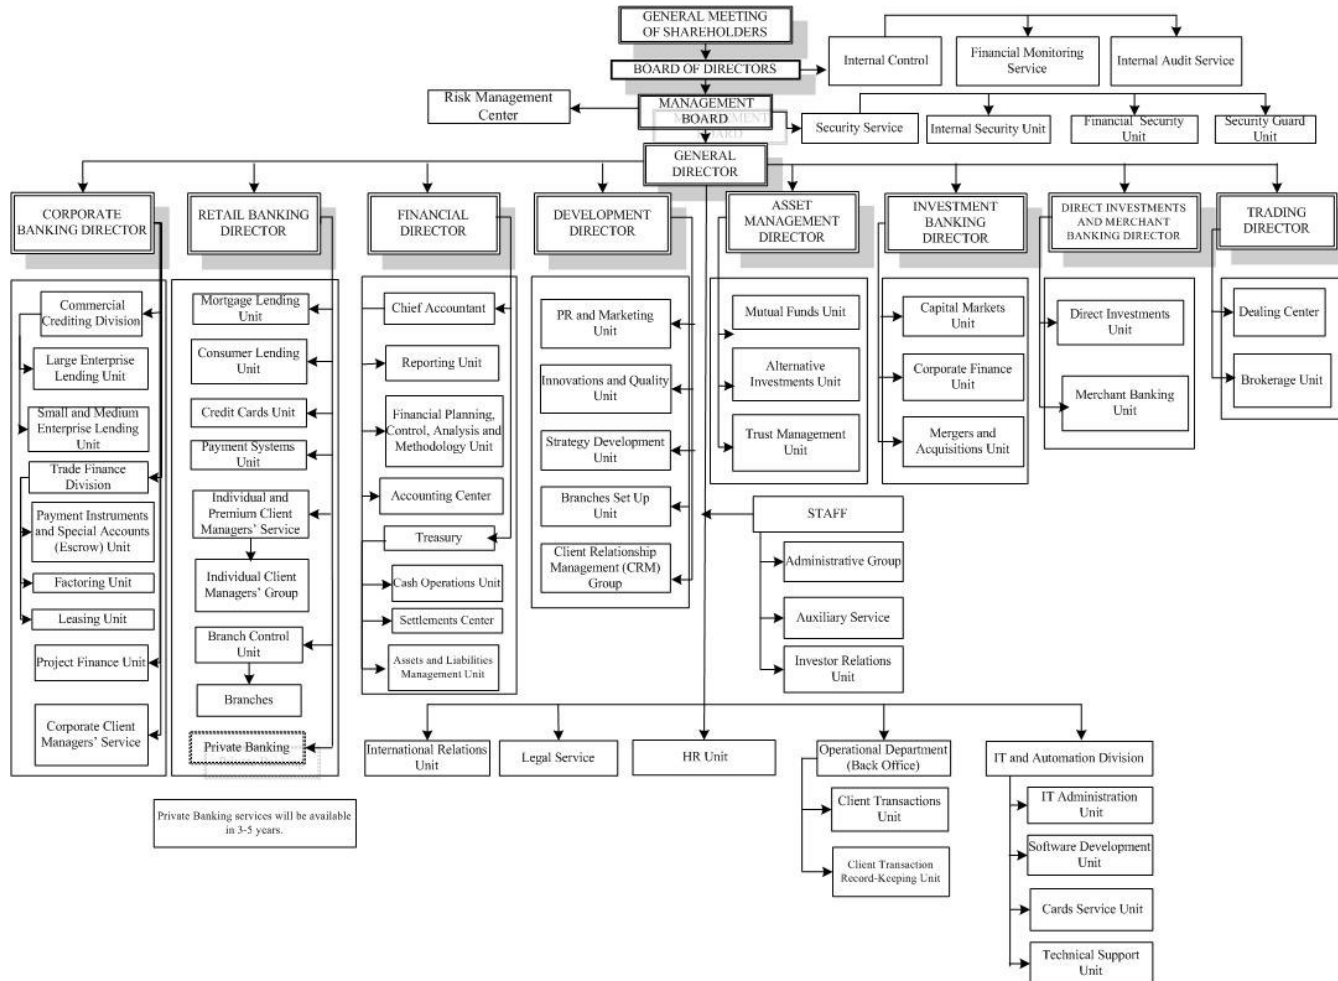 GENERAL MEETING
OF SHAREHOLDERS
BOARD OF DIRECTORS
Internal Control
Financial Monitoring
Service
Internal Audit Service
Risk Management
Center
MANAGEMENT
BOARD
MANAGEMENT
BOARD
Security Service
Internal Security Unit
Financial Security
Unit
Security Guard
Unit
GENERAL
DIRECTOR
CORPORATE
BANKING DIRECTOR
RETAIL BANKING
DIRECTOR
FINANCIAL
DIRECTOR
DEVELOPMENT
DIRECTOR
ASSET
MANAGEMENT
DIRECTOR
INVESTMENT
BANKING
DIRECTOR
DIRECT INVESTMENTS
AND MERCHANT
BANKING DIRECTOR
TRADING
DIRECTOR
Commercial
Crediting Division
Large Enterprise
Lending Unit
Small and Medium
Enterprise Lending
Unit
Trade Finance
Division
Payment Instruments
and Special Accounts
(Escrow) Unit
Factoring Unit
Leasing Unit
Project Finance Unit
Corporate Client
Managers' Service
Mortgage Lending
Unit
Consumer Lending
Unit
Credit Cards Unit
Payment Systems
Unit
Individual and
Premium Client
Managers' Service
Individual Client
Managers' Group
Branch Control
Unit
Branches
Private Banking
Private Banking services will be available
in 3-5 years.
Chief Accountant
Reporting Unit
Financial Planning,
Control, Analysis and
Methodology Unit
Accounting Center
Treasury
Cash Operations Unit
Settlements Center
Assets and Liabilities
Management Unit
PR and Marketing
Unit
Innovations and Quality
Unit
Strategy Development
Unit
Branches Set Up
Unit
Client Relationship
Management (CRM)
Group
Mutual Funds Unit
Alternative
Investments Unit
Trust Management
Unit
Capital Markets
Unit
Corporate Finance
Unit
Mergers and
Acquisitions Unit
Direct Investments
Unit
Merchant Banking
Unit
Dealing Center
Brokerage Unit
STAFF
Administrative Group
Auxiliary Service
Investor Relations
Unit
International Relations
Unit
Legal Service
HR Unit
Operational Department
(Back Office)
Client Transactions
Unit
Client Transaction
Record-Keeping Unit
IT and Automation Division
IT Administration
Unit
Software Development
Unit
Cards Service Unit
Technical Support
Unit